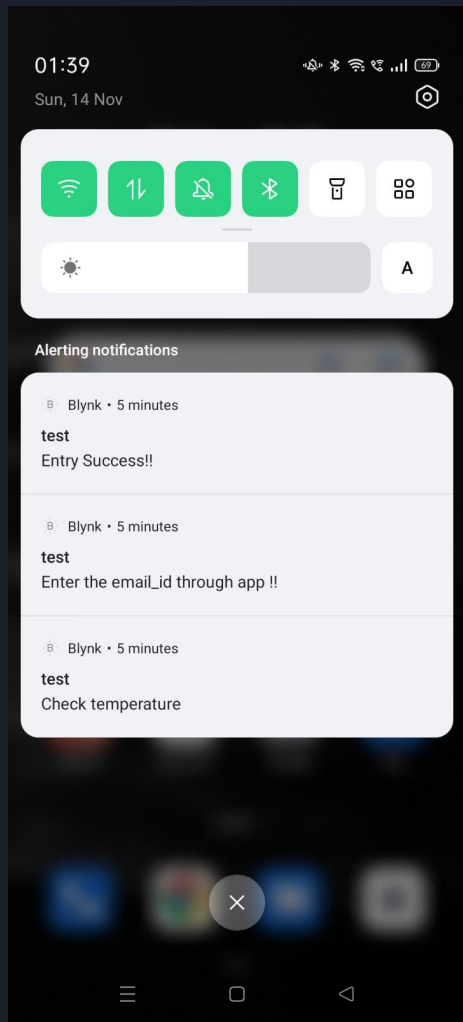 01:39
69
Sun, 14 Nov
A
Alerting notifications
B Blynk • 5 minutes
test
Entry Success!!
B Blynk • 5 minutes
test
Enter the email_id through app !!
B Blynk • 5 minutes
test
Check temperature